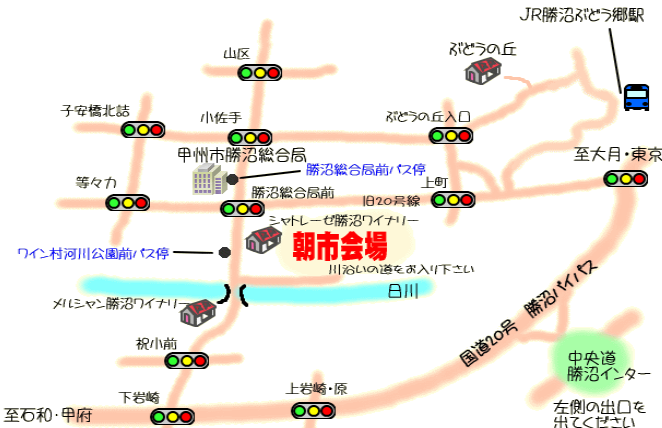 JR勝沼ぶどう郷駅
ぶどうの丘
山区
子安橋北詰
小佐手
ぶどうの丘入口
甲州市勝沼総合局
至大月・東京
勝沼総合局前バス停
等々力
勝沼総合局前
上町
旧20号線
シャトレーゼ勝沼ワイナリー
朝市会場
ワイン村河川公園前バス停
川沿いの道をお入り下さい
日川
メルシャン勝沼ワイナリー
国道20号 勝沼バイパス
祝小前
中央道
勝沼インター
下岩崎
上岩崎・原
左側の出口を
出てください
至石和・甲府